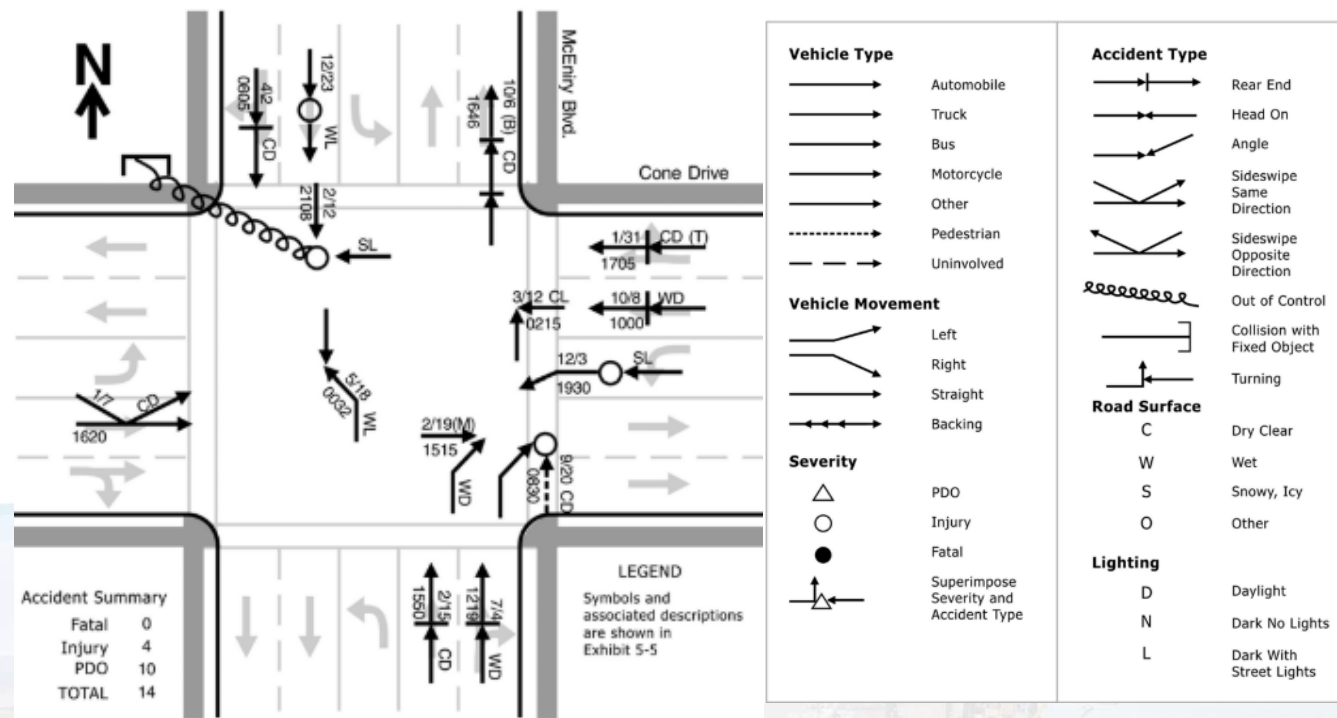 N
4\2
0605
CD
12/23
WL
10/6 (B)
1646
CD
McEniry Blvd.
Cone Drive
2/12
2108
SL
1/31
CD (T)
1705
3/12 CL
0215
10/8
WD
1000
12/3
SL
1930
5/18
0032
WL
1/7
CD
1620
2/19(M)
1515
WD
9/20 CD
0830
2/15
1550
CD
7/4
1219
WD
Accident Summary
Fatal 0
Injury 4
PDO 10
TOTAL 14
LEGEND
Symbols and
associated descriptions
are shown in
Exhibit 5-5
Vehicle Type
Automobile
Truck
Bus
Motorcycle
Other
Pedestrian
Uninvolved
Vehicle Movement
Left
Right
Straight
Backing
Severity
PDO
Injury
Fatal
Superimpose
Severity and
Accident Type
Accident Type
Rear End
Head On
Angle
Sideswipe
Same
Direction
Sideswipe
Opposite
Direction
Out of Control
Collision with
Fixed Object
Turning
Road Surface
C Dry Clear
W Wet
S Snowy, Icy
O Other
Lighting
D Daylight
N Dark No Lights
L Dark With
Street Lights